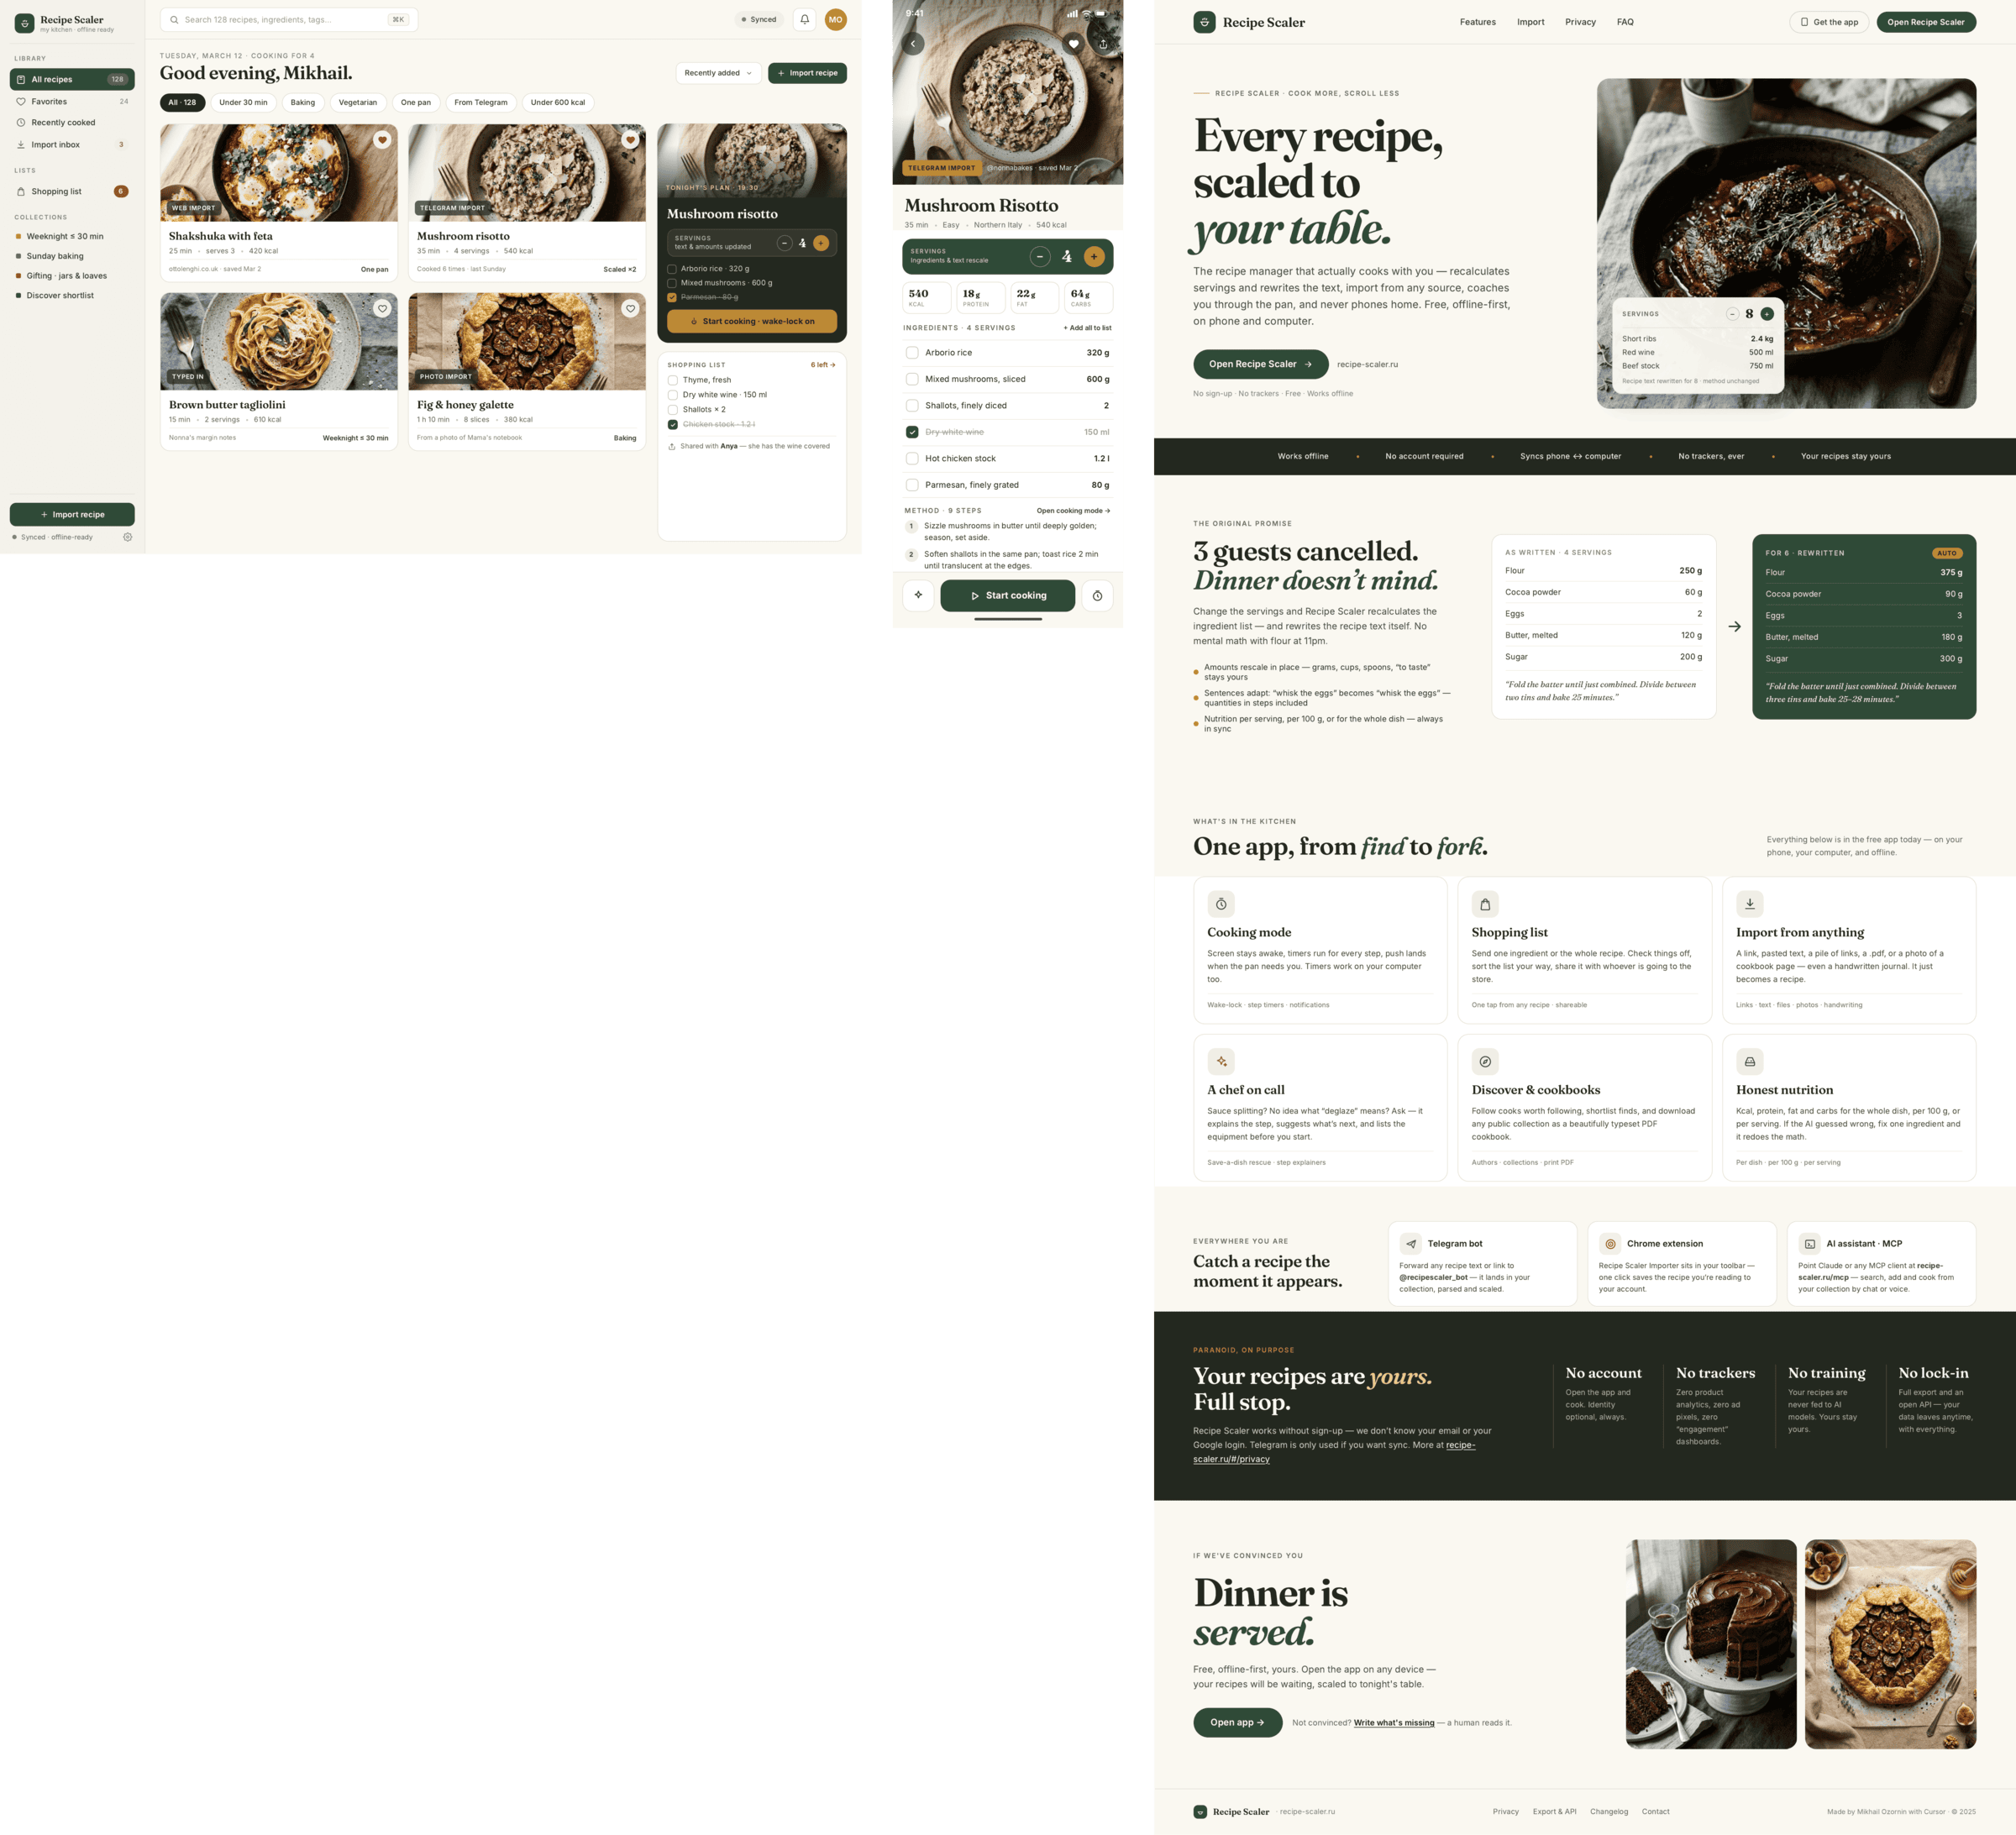 Recipe Scaler
my kitchen · offline ready
LIBRARY
All recipes 128
Favorites 24
Recently cooked
Import inbox 3
LISTS
Shopping list 6
COLLECTIONS
Weeknight ≤ 30 min
Sunday baking
Gifting · jars & loaves
Discover shortlist
+ Import recipe
Synced · offline-ready
Search 128 recipes, ingredients, tags... ⌘K
Synced
MO
TUESDAY, MARCH 12 · COOKING FOR 4
Good evening, Mikhail.
Recently added
+ Import recipe
All · 128
Under 30 min
Baking
Vegetarian
One pan
From Telegram
Under 600 kcal
WEB IMPORT
Shakshuka with feta
25 min • serves 3 • 420 kcal
ottolenghi.co.uk · saved Mar 2
One pan
TELEGRAM IMPORT
Mushroom risotto
35 min • 4 servings • 540 kcal
Cooked 6 times · last Sunday
Scaled ×2
TYPED IN
Brown butter tagliolini
15 min • 2 servings • 610 kcal
Nonna's margin notes
Weeknight ≤ 30 min
PHOTO IMPORT
Fig & honey galette
1 h 10 min • 8 slices • 380 kcal
From a photo of Mama's notebook
Baking
TONIGHT'S PLAN · 19:30
Mushroom risotto
SERVINGS
text & amounts updated
− 4 +
Arborio rice · 320 g
Mixed mushrooms · 600 g
Parmesan · 80 g
Start cooking · wake-lock on
SHOPPING LIST
6 left →
Thyme, fresh
Dry white wine · 150 ml
Shallots × 2
Chicken stock · 1.2 l
Shared with Anya — she has the wine covered
9:41
TELEGRAM IMPORT
@nonnabakes · saved Mar 2
Mushroom Risotto
35 min • Easy • Northern Italy • 540 kcal
SERVINGS
Ingredients & text rescale
− 4 +
540
KCAL
18 g
PROTEIN
22 g
FAT
64 g
CARBS
INGREDIENTS · 4 SERVINGS
+ Add all to list
Arborio rice 320 g
Mixed mushrooms, sliced 600 g
Shallots, finely diced 2
Dry white wine 150 ml
Hot chicken stock 1.2 l
Parmesan, finely grated 80 g
METHOD · 9 STEPS
Open cooking mode →
1 Sizzle mushrooms in butter until deeply golden;
season, set aside.
2 Soften shallots in the same pan; toast rice 2 min
until translucent at the edges.
Start cooking
Recipe Scaler
Features
Import
Privacy
FAQ
Get the app
Open Recipe Scaler
RECIPE SCALER · COOK MORE, SCROLL LESS
Every recipe,
scaled to
your table.
The recipe manager that actually cooks with you — recalculates
servings and rewrites the text, import from any source, coaches
you through the pan, and never phones home. Free, offline-first,
on phone and computer.
Open Recipe Scaler →
recipe-scaler.ru
No sign-up · No trackers · Free · Works offline
SERVINGS − 8 +
Short ribs 2.4 kg
Red wine 500 ml
Beef stock 750 ml
Recipe text rewritten for 8 · method unchanged
Works offline • No account required • Syncs phone ↔ computer • No trackers, ever • Your recipes stay yours
THE ORIGINAL PROMISE
3 guests cancelled.
Dinner doesn’t mind.
Change the servings and Recipe Scaler recalculates the
ingredient list — and rewrites the recipe text itself. No
mental math with flour at 11pm.
Amounts rescale in place — grams, cups, spoons, “to taste”
stays yours
Sentences adapt: “whisk the eggs” becomes “whisk the eggs” —
quantities in steps included
Nutrition per serving, per 100 g, or for the whole dish — always
in sync
AS WRITTEN · 4 SERVINGS
Flour 250 g
Cocoa powder 60 g
Eggs 2
Butter, melted 120 g
Sugar 200 g
“Fold the batter until just combined. Divide between
two tins and bake 25 minutes.”
→
FOR 6 · REWRITTEN AUTO
Flour 375 g
Cocoa powder 90 g
Eggs 3
Butter, melted 180 g
Sugar 300 g
“Fold the batter until just combined. Divide between
three tins and bake 25–28 minutes.”
WHAT'S IN THE KITCHEN
One app, from find to fork.
Everything below is in the free app today — on your
phone, your computer, and offline.
Cooking mode
Screen stays awake, timers run for every step, push lands
when the pan needs you. Timers work on your computer
too.
Wake-lock · step timers · notifications
Shopping list
Send one ingredient or the whole recipe. Check things off,
sort the list your way, share it with whoever is going to the
store.
One tap from any recipe · shareable
Import from anything
A link, pasted text, a pile of links, a .pdf, or a photo of a
cookbook page — even a handwritten journal. It just
becomes a recipe.
Links · text · files · photos · handwriting
A chef on call
Sauce splitting? No idea what “deglaze” means? Ask — it
explains the step, suggests what’s next, and lists the
equipment before you start.
Save-a-dish rescue · step explainers
Discover & cookbooks
Follow cooks worth following, shortlist finds, and download
any public collection as a beautifully typeset PDF
cookbook.
Authors · collections · print PDF
Honest nutrition
Kcal, protein, fat and carbs for the whole dish, per 100 g, or
per serving. If the AI guessed wrong, fix one ingredient and
it redoes the math.
Per dish · per 100 g · per serving
EVERYWHERE YOU ARE
Catch a recipe the
moment it appears.
Telegram bot
Forward any recipe text or link to
@recipescaler_bot — it lands in your
collection, parsed and scaled.
Chrome extension
Recipe Scaler Importer sits in your toolbar —
one click saves the recipe you're reading to
your account.
AI assistant · MCP
Point Claude or any MCP client at recipe-
scaler.ru/mcp — search, add and cook from
your collection by chat or voice.
PARANOID, ON PURPOSE
Your recipes are yours.
Full stop.
Recipe Scaler works without sign-up — we don't know your email or your
Google login. Telegram is only used if you want sync. More at recipe-
scaler.ru/#/privacy
No account
Open the app and
cook. Identity
optional, always.
No trackers
Zero product
analytics, zero ad
pixels, zero
“engagement”
dashboards.
No training
Your recipes are
never fed to AI
models. Yours stay
yours.
No lock-in
Full export and an
open API — your
data leaves anytime,
with everything.
IF WE'VE CONVINCED YOU
Dinner is
served.
Free, offline-first, yours. Open the app on any device —
your recipes will be waiting, scaled to tonight's table.
Open app →
Not convinced? Write what's missing — a human reads it.
Recipe Scaler · recipe-scaler.ru
Privacy
Export & API
Changelog
Contact
Made by Mikhail Ozornin with Cursor · © 2025